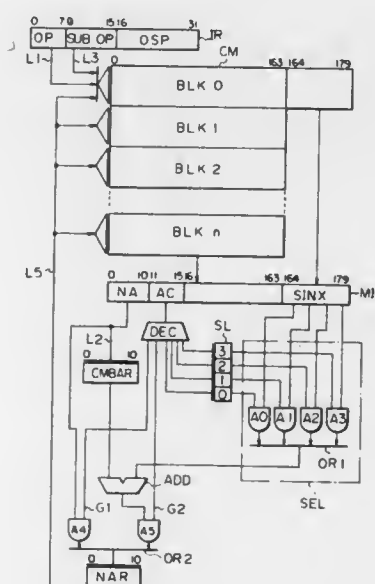 0 7 8 15 16 31
OP SUB OP OSP IR
L1 L3 0 CM 163 164 179
BLK 0
BLK 1
BLK 2
BLK n
L5
0 10 11 15 16 163 164 179
NA AC SINX MI
L2 DEC SL
0 10 3
CMBAR 2
1
0
A0 A1 A2 A3
OR1
ADD SEL
G1 G2
A4 A5
OR2
0 10
NAR